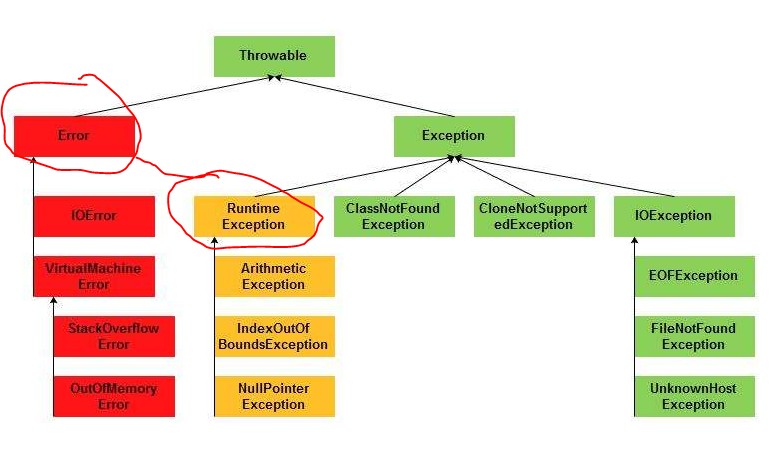 Throwable
Error
Exception
IOError
Runtime
Exception
ClassNotFound
Exception
CloneNotSupport
edException
IOException
VirtualMachine
Error
Arithmetic
Exception
EOFException
StackOverflow
Error
IndexOutOf
BoundsException
FileNotFound
Exception
OutOfMemory
Error
NullPointer
Exception
UnknownHost
Exception